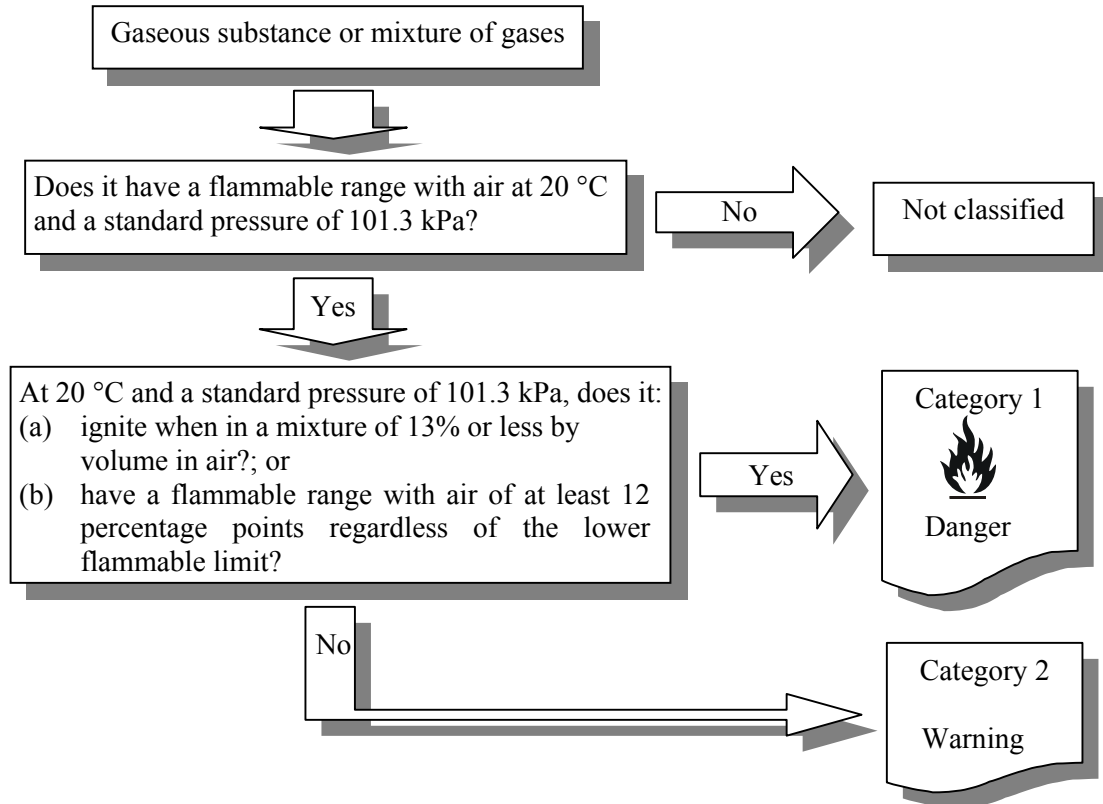 Gaseous substance or mixture of gases
Does it have a flammable range with air at 20 °C
and a standard pressure of 101.3 kPa?
No
Not classified
Yes
At 20 °C and a standard pressure of 101.3 kPa, does it:
(a) ignite when in a mixture of 13% or less by
volume in air?; or
(b) have a flammable range with air of at least 12
percentage points regardless of the lower
flammable limit?
Yes
Category 1
Danger
No
Category 2
Warning